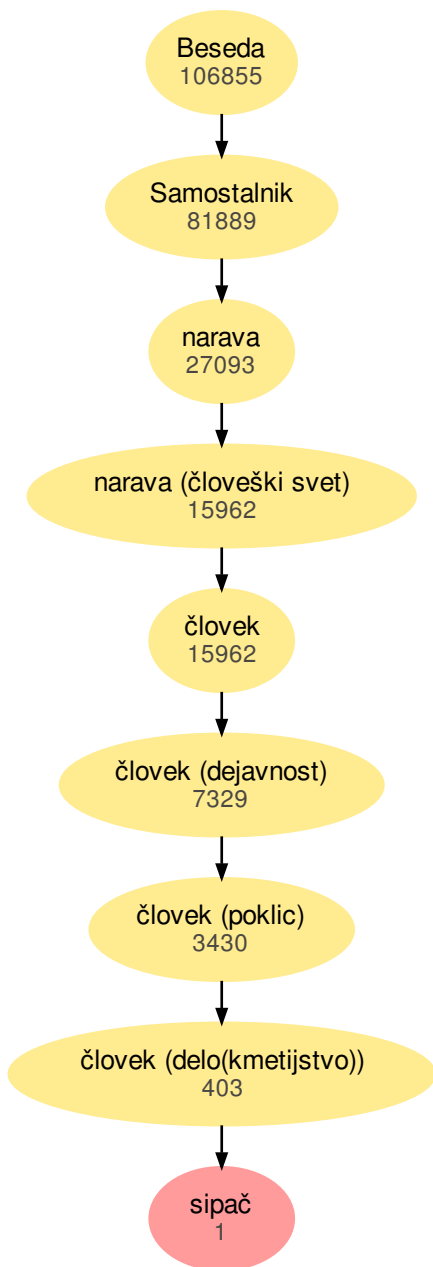 Beseda
106855
Samostalnik
81889
narava
27093
narava (človeški svet)
15962
človek
15962
človek (dejavnost)
7329
človek (poklic)
3430
človek (delo(kmetijstvo))
403
sipač
1